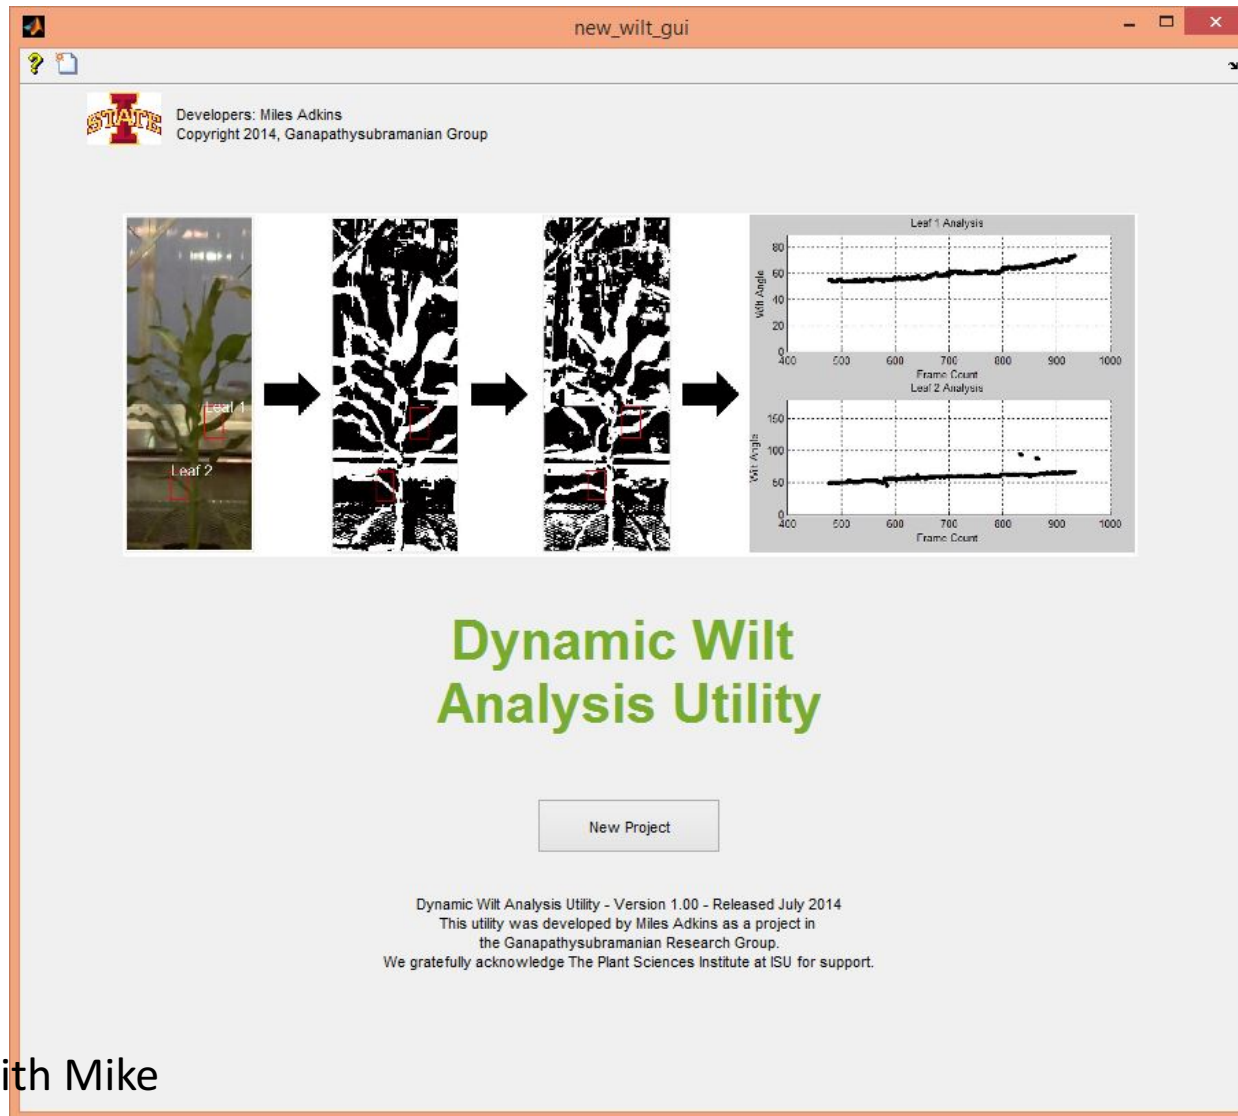 new_wilt_gui
STATE
Developers: Miles Adkins
Copyright 2014, Ganapathysubramanian Group
Leaf 1
Leaf 2
Leaf 1 Analysis
Wilt Angle
80
60
40
20
0
400 500 600 700 800 900 1000
Frame Count
Leaf 2 Analysis
Wilt Angle
150
100
50
0
400 500 600 700 800 900 1000
Frame Count
Dynamic Wilt
Analysis Utility
New Project
Dynamic Wilt Analysis Utility - Version 1.00 - Released July 2014
This utility was developed by Miles Adkins as a project in
the Ganapathysubramanian Research Group.
We gratefully acknowledge The Plant Sciences Institute at ISU for support.
ith Mike